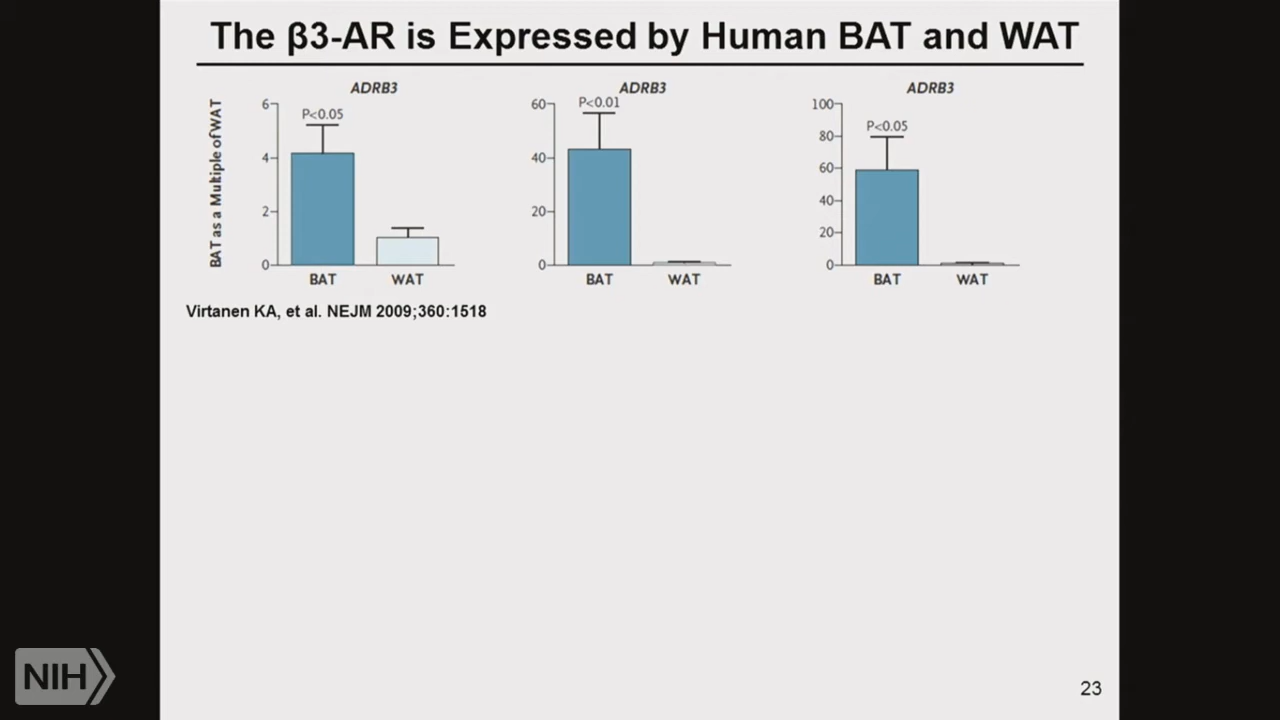 The β3-AR is Expressed by Human BAT and WAT
BAT as a Multiple of WAT
ADRB3
6
4
2
0
P<0.05
BAT WAT
ADRB3
60
40
20
0
P<0.01
BAT WAT
ADRB3
100
80
60
40
20
0
P<0.05
BAT WAT
Virtanen KA, et al. NEJM 2009;360:1518
NIH
23